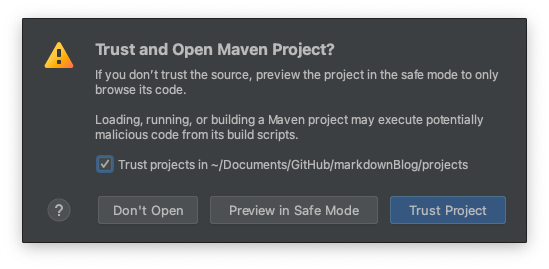 Trust and Open Maven Project?
If you don't trust the source, preview the project in the safe mode to only
browse its code.
Loading, running, or building a Maven project may execute potentially
malicious code from its build scripts.
Trust projects in ~/Documents/GitHub/markdownBlog/projects
? Don't Open Preview in Safe Mode Trust Project